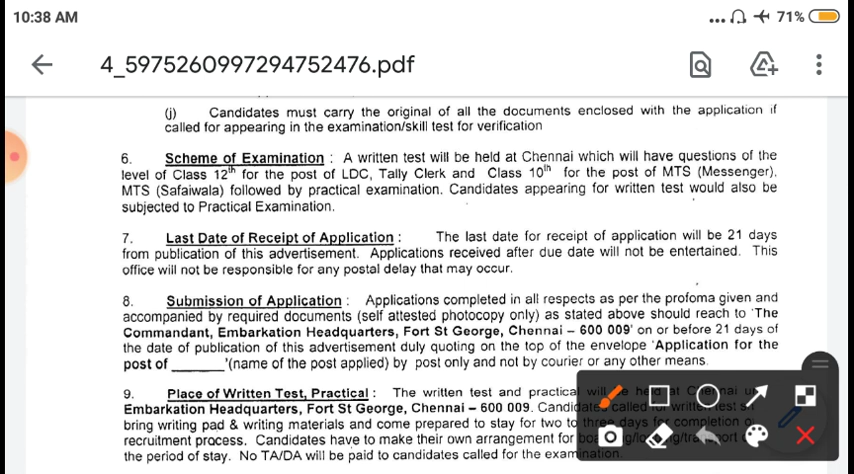 10:38 AM
71%
4_5975260997294752476.pdf
(j) Candidates must carry the original of all the documents enclosed with the application if
called for appearing in the examination/skill test for verification
6. Scheme of Examination : A written test will be held at Chennai which will have questions of the
level of Class 12th for the post of LDC, Tally Clerk and Class 10th for the post of MTS (Messenger),
MTS (Safaiwala) followed by practical examination. Candidates appearing for written test would also be
subjected to Practical Examination.
7. Last Date of Receipt of Application : The last date for receipt of application will be 21 days
from publication of this advertisement. Applications received after due date will not be entertained. This
office will not be responsible for any postal delay that may occur.
8. Submission of Application : Applications completed in all respects as per the profoma given and
accompanied by required documents (self attested photocopy only) as stated above should reach to 'The
Commandant, Embarkation Headquarters, Fort St George, Chennai – 600 009' on or before 21 days of
the date of publication of this advertisement duly quoting on the top of the envelope 'Application for the
post of ________'(name of the post applied) by post only and not by courier or any other means.
9. Place of Written Test, Practical : The written test and practical will be held at Chennai
Embarkation Headquarters, Fort St George, Chennai – 600 009. Candidates called for written test
bring writing pad & writing materials and come prepared to stay for two to three days for completion
recruitment process. Candidates have to make their own arrangement for
the period of stay. No TA/DA will be paid to candidates called for the examination.